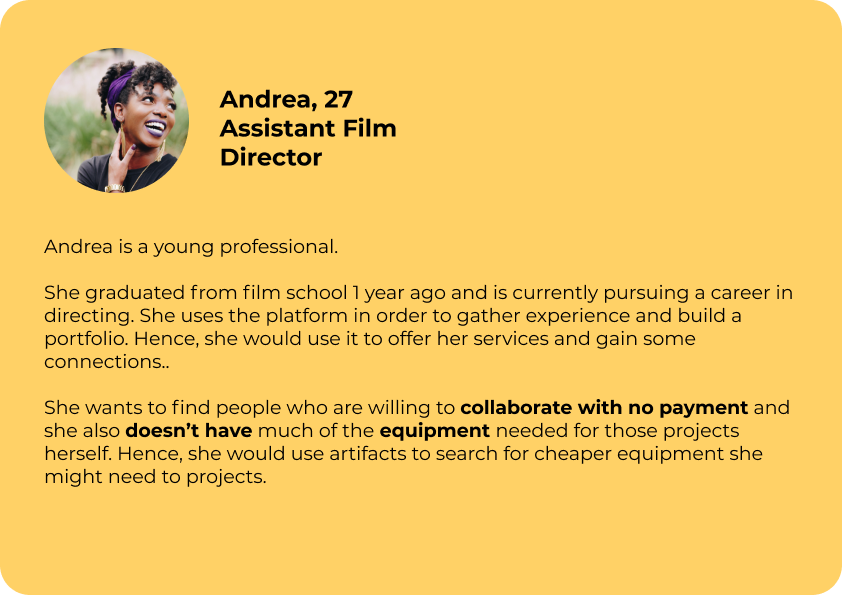 Andrea, 27
Assistant Film
Director
Andrea is a young professional.
She graduated from film school 1 year ago and is currently pursuing a career in
directing. She uses the platform in order to gather experience and build a
portfolio. Hence, she would use it to offer her services and gain some
connections..
She wants to find people who are willing to collaborate with no payment and
she also doesn’t have much of the equipment needed for those projects
herself. Hence, she would use artifacts to search for cheaper equipment she
might need to projects.